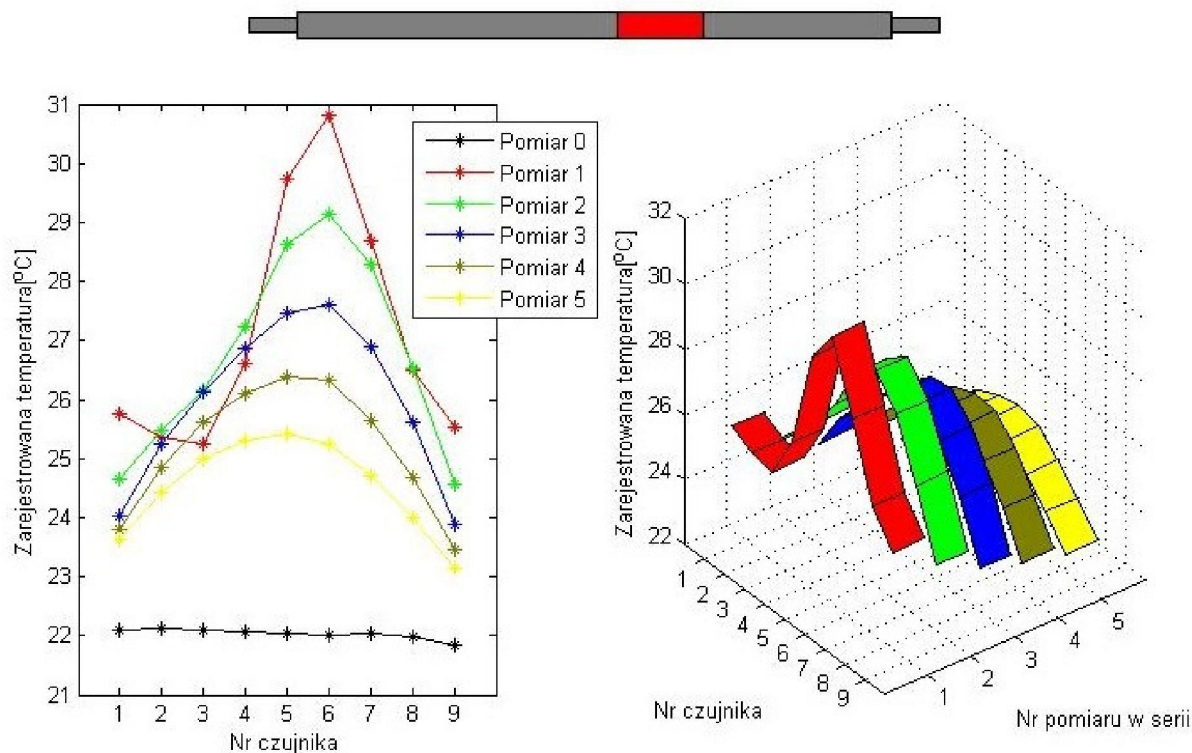 31
30
29
28
27
26
25
24
23
22
21
Zarejestrowana temperatura[ºC]
1 2 3 4 5 6 7 8 9
Nr czujnika
Pomiar 0
Pomiar 1
Pomiar 2
Pomiar 3
Pomiar 4
Pomiar 5
32
30
28
26
24
22
Zarejestrowana temperatura[ºC]
1 2 3 4 5 6 7 8 9
Nr czujnika
1 2 3 4 5
Nr pomiaru w serii